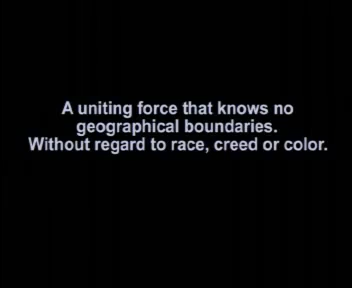 A uniting force that knows no
geographical boundaries.
Without regard to race, creed or color.